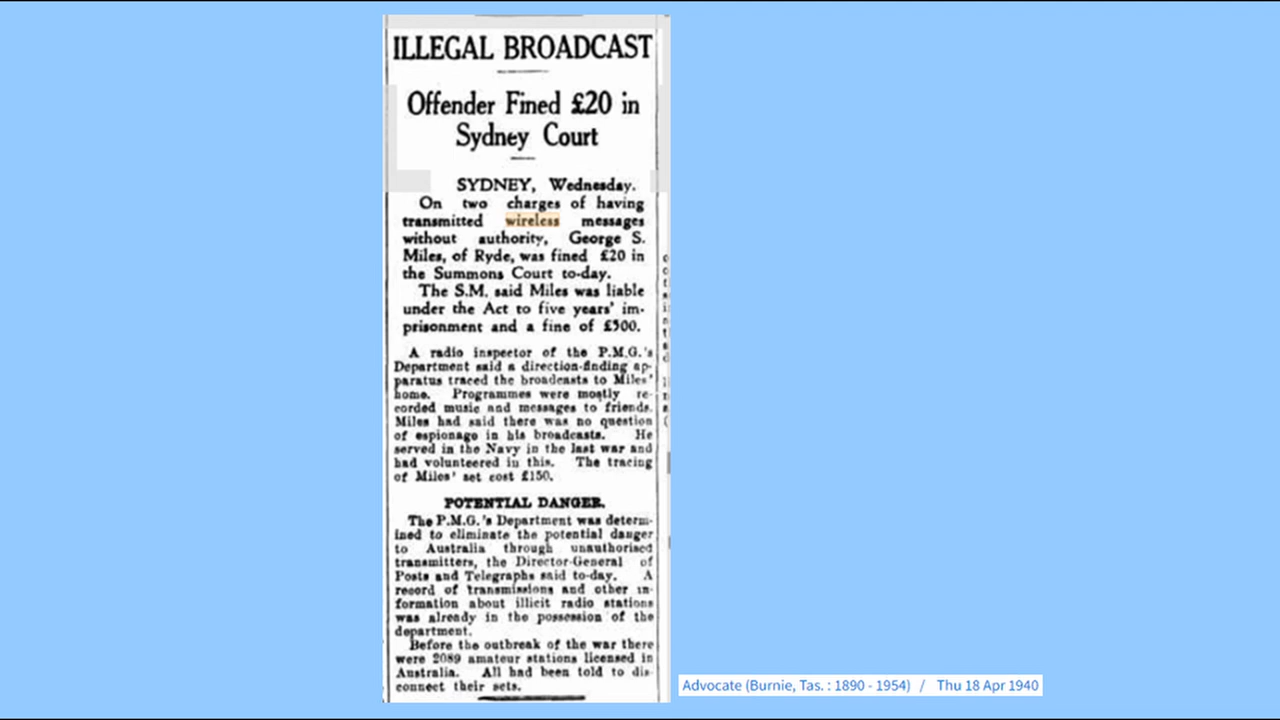 ILLEGAL BROADCAST
Offender Fined £20 in
Sydney Court
SYDNEY, Wednesday.
On two charges of having
transmitted wireless messages
without authority, George S.
Miles, of Ryde, was fined £20 in
the Summons Court to-day.
The S.M. said Miles was liable
under the Act to five years' im-
prisonment and a fine of £500.
A radio inspector of the P.M.G.'s
Department said a direction-finding ap-
paratus traced the broadcasts to Miles'
home. Programmes were mostly re-
corded music and messages to friends.
Miles had said there was no question
of espionage in his broadcasts. He
served in the Navy in the last war and
had volunteered in this. The tracing
of Miles' set cost £150.
POTENTIAL DANGER.
The P.M.G.'s Department was determ-
ined to eliminate the potential danger
to Australia through unauthorised
transmitters, the Director-General of
Posts and Telegraphs said to-day. A
record of transmissions and other in-
formation about illicit radio stations
was already in the possession of the
department.
Before the outbreak of the war there
were 2089 amateur stations licensed in
Australia. All had been told to dis-
connect their sets.
Advocate (Burnie, Tas. : 1890 - 1954) / Thu 18 Apr 1940